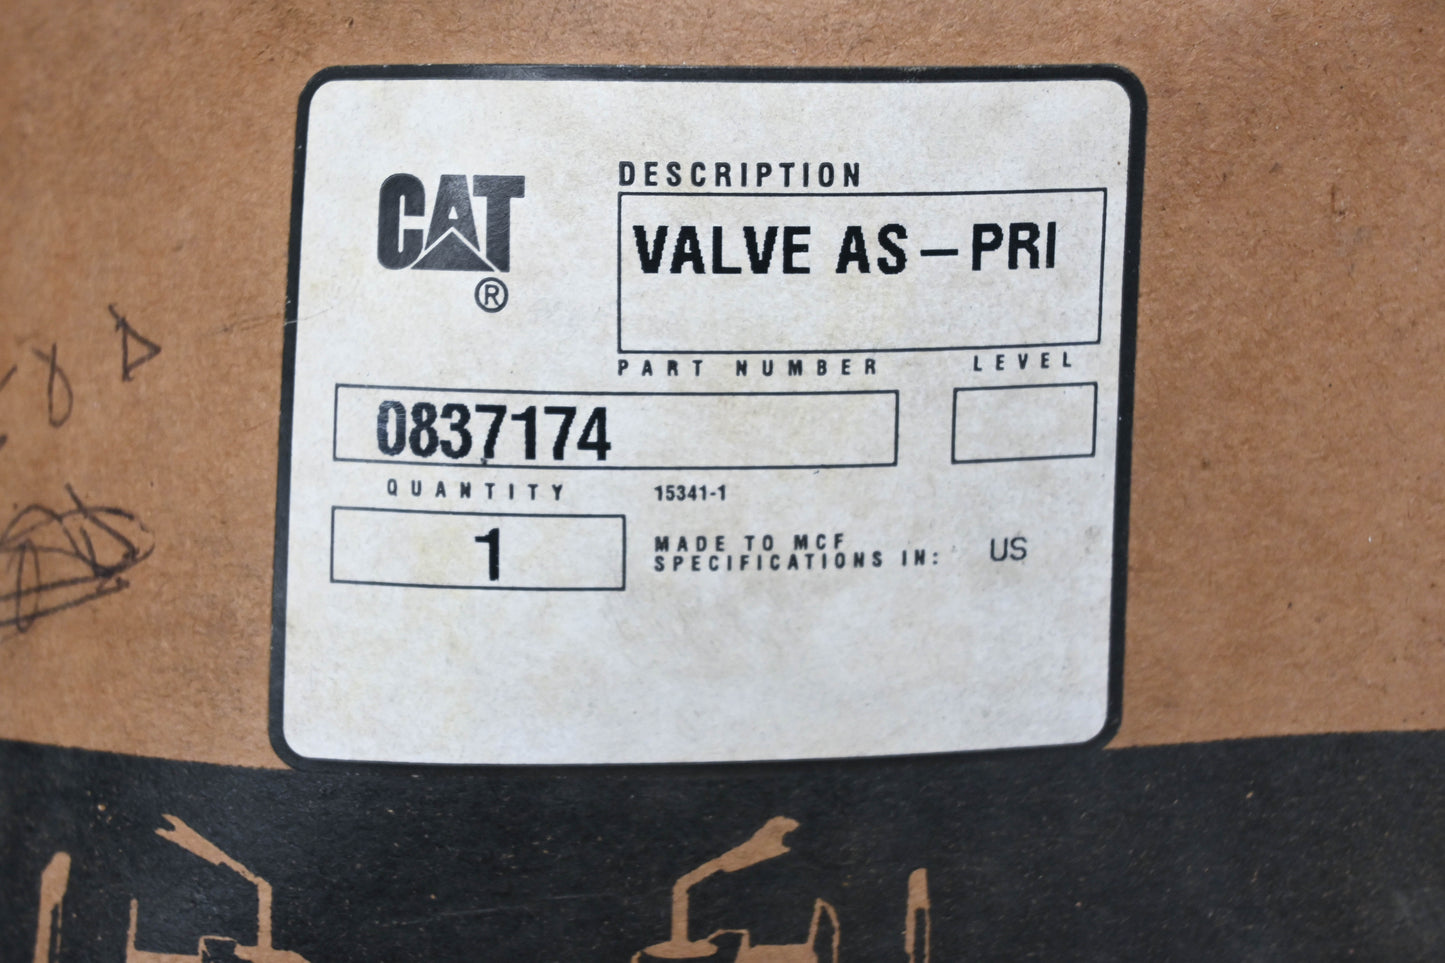 CAT
®
DESCRIPTION
VALVE AS-PRI
PART NUMBER
LEVEL
0837174
QUANTITY
15341-1
1
MADE TO MCF
SPECIFICATIONS IN: US